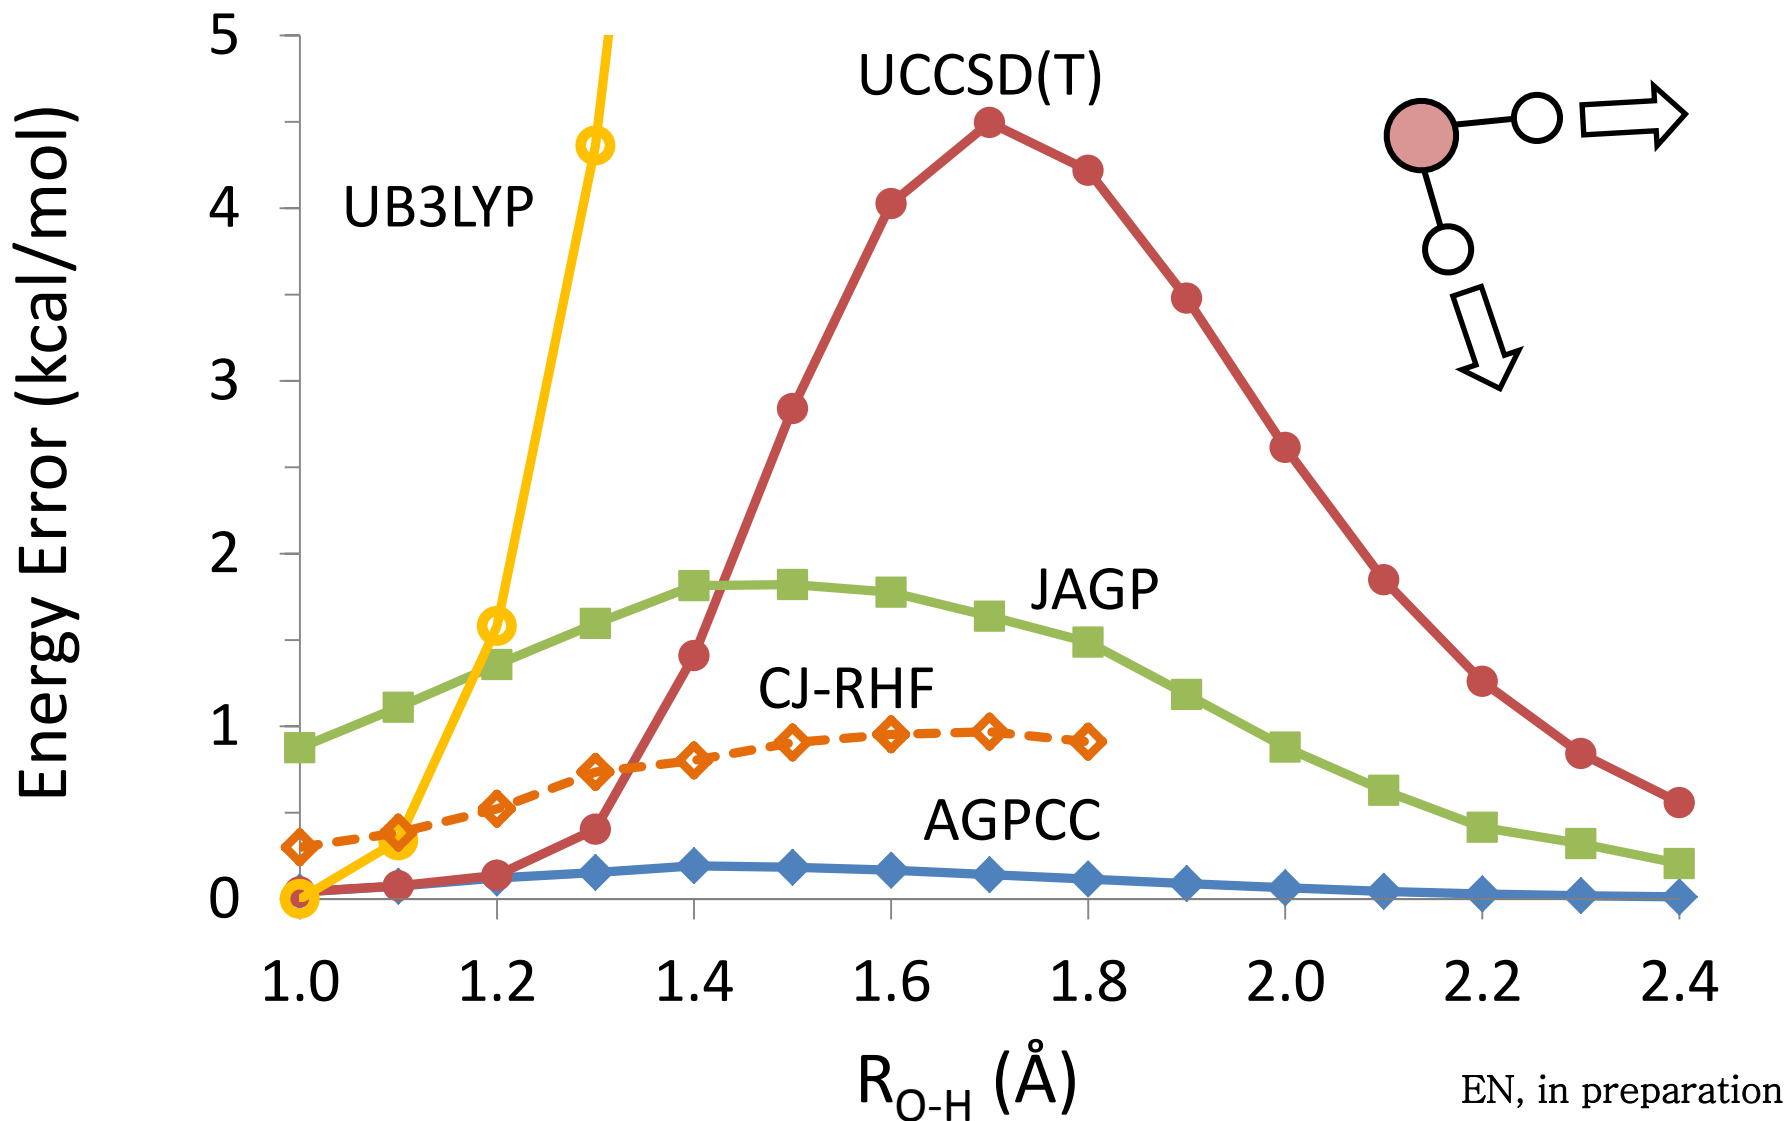 Energy Error (kcal/mol)
5
4
3
2
1
0
UCCSD(T)
UB3LYP
JAGP
CJ-RHF
AGPCC
1.0 1.2 1.4 1.6 1.8 2.0 2.2 2.4
R_O-H (Å)
EN, in preparation